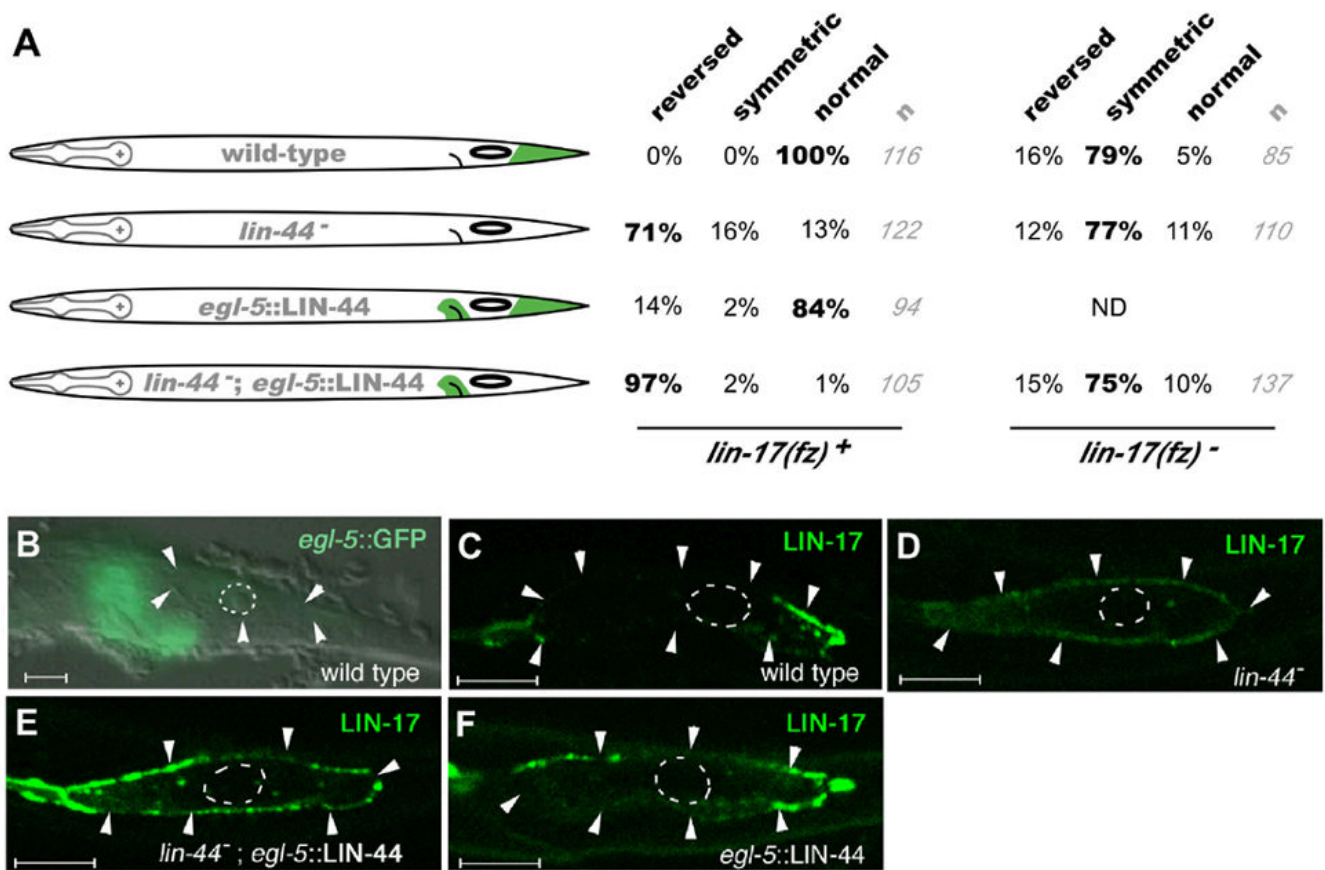 A
reversed symmetric normal n reversed symmetric normal n
wild-type 0% 0% 100% 116 16% 79% 5% 85
lin-44⁻ 71% 16% 13% 122 12% 77% 11% 110
egl-5::LIN-44 14% 2% 84% 94 ND
lin-44⁻; egl-5::LIN-44 97% 2% 1% 105 15% 75% 10% 137
lin-17(fz)⁺ lin-17(fz)⁻
B egl-5::GFP C LIN-17 D LIN-17
wild type wild type lin-44⁻
E LIN-17 F LIN-17
lin-44⁻; egl-5::LIN-44 egl-5::LIN-44